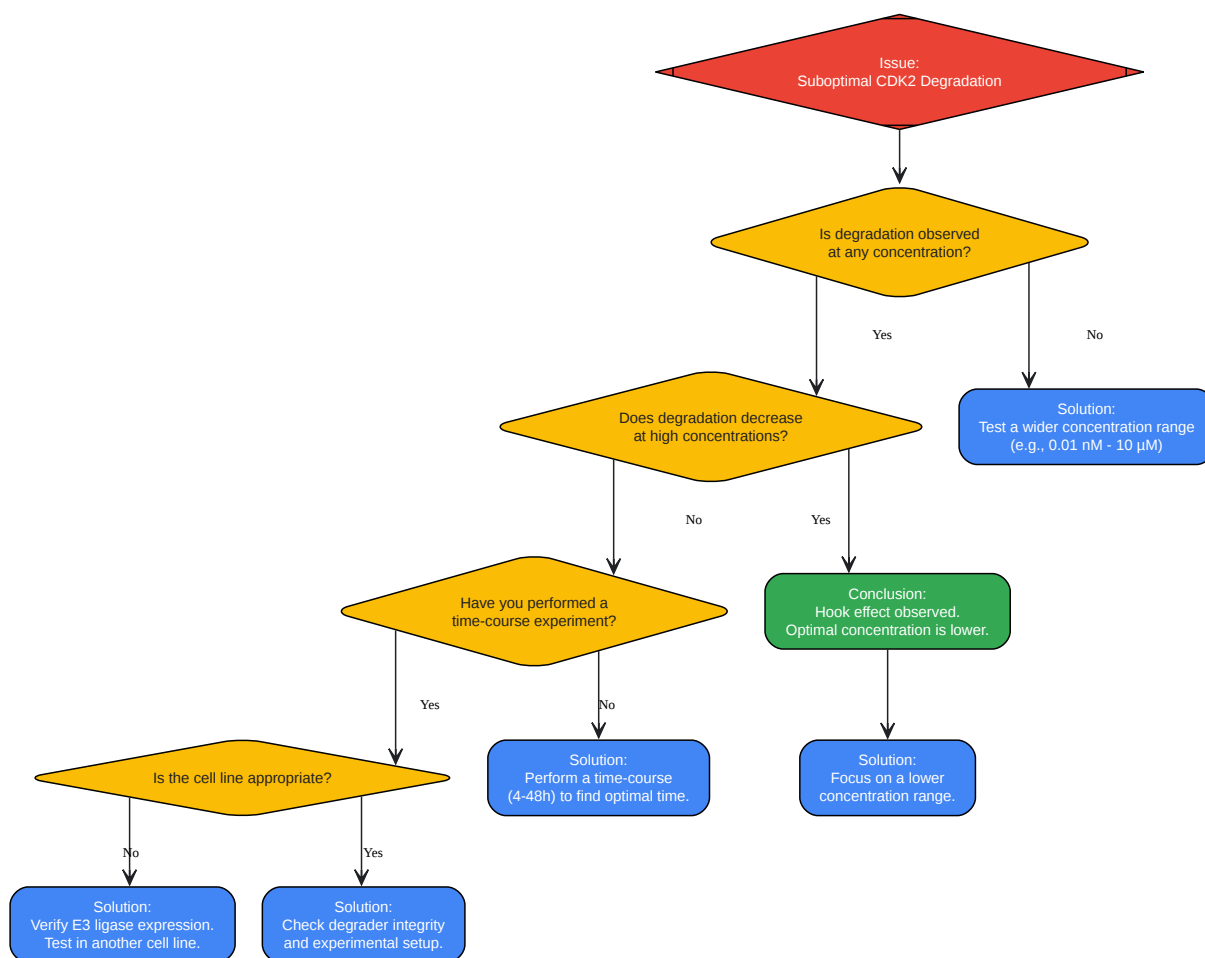 Issue:
Suboptimal CDK2 Degradation
Is degradation observed
at any concentration?
Yes
No
Does degradation decrease
at high concentrations?
Solution:
Test a wider concentration range
(e.g., 0.01 nM - 10 µM)
No
Yes
Have you performed a
time-course experiment?
Conclusion:
Hook effect observed.
Optimal concentration is lower.
Yes
No
Is the cell line appropriate?
Solution:
Perform a time-course
(4-48h) to find optimal time.
Solution:
Focus on a lower
concentration range.
No
Yes
Solution:
Verify E3 ligase expression.
Test in another cell line.
Solution:
Check degrader integrity
and experimental setup.